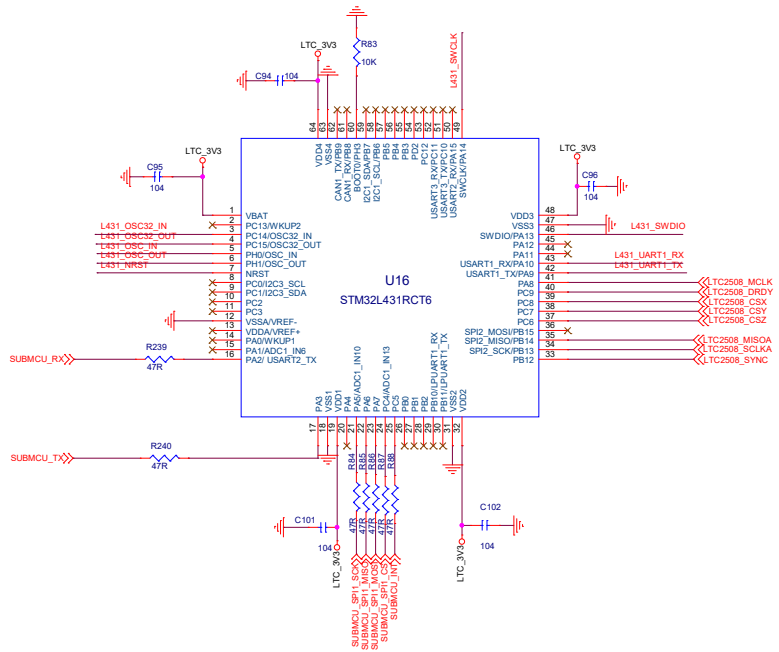 R83
10K
LTC_3V3
C94
104
L431_SWCLK
64
63
62
61
60
59
58
57
56
55
54
53
52
51
50
49
VDD4
VSS4
CAN1_TX/PB9
CAN1_RX/PB8
BOOT0/PH3
I2C1_SDA/PB7
I2C1_SCL/PB6
PB5
PB4
PB3
PD2
PC12
USART3_RX/PC11
USART3_TX/PC10
USART2_RX/PA15
SWCLK/PA14
LTC_3V3
C95
104
LTC_3V3
C96
104
L431_OSC32_IN
L431_OSC32_OUT
L431_OSC_IN
L431_OSC_OUT
L431_NRST
1 VBAT
2 PC13/WKUP2
3 PC14/OSC32_IN
4 PC15/OSC32_OUT
5 PH0/OSC_IN
6 PH1/OSC_OUT
7 NRST
8 PC0/I2C3_SCL
9 PC1/I2C3_SDA
10 PC2
11 PC3
12 VSSA/VREF-
13 VDDA/VREF+
14 PA0/WKUP1
15 PA1/ADC1_IN6
16 PA2/ USART2_TX
U16
STM32L431RCT6
VDD3 48
VSS3 47
SWDIO/PA13 46
PA12 45
PA11 44
USART1_RX/PA10 43
USART1_TX/PA9 42
PA8 41
PC9 40
PC8 39
PC7 38
PC6 37
SPI2_MOSI/PB15 36
SPI2_MISO/PB14 35
SPI2_SCK/PB13 34
PB12 33
L431_SWDIO
L431_UART1_RX
L431_UART1_TX
LTC2508_MCLK
LTC2508_DRDY
LTC2508_CSX
LTC2508_CSY
LTC2508_CSZ
LTC2508_MISOA
LTC2508_SCLKA
LTC2508_SYNC
SUBMCU_RX
R239
47R
SUBMCU_TX
R240
47R
PA3
VSS1
VDD1
PA4
PA5/ADC1_IN10
PA6
PA7
PC4/ADC1_IN13
PC5
PB0
PB1
PB2
PB10/LPUART1_RX
PB11/LPUART1_TX
VSS2
VDD2
17
18
19
20
21
22
23
24
25
26
27
28
29
30
31
32
R84
R85
R86
R87
R88
47R
47R
47R
47R
47R
C101
104
LTC_3V3
C102
104
LTC_3V3
SUBMCU_SPI1_SCK
SUBMCU_SPI1_MISO
SUBMCU_SPI1_MOSI
SUBMCU_SPI1_CS
SUBMCU_INT